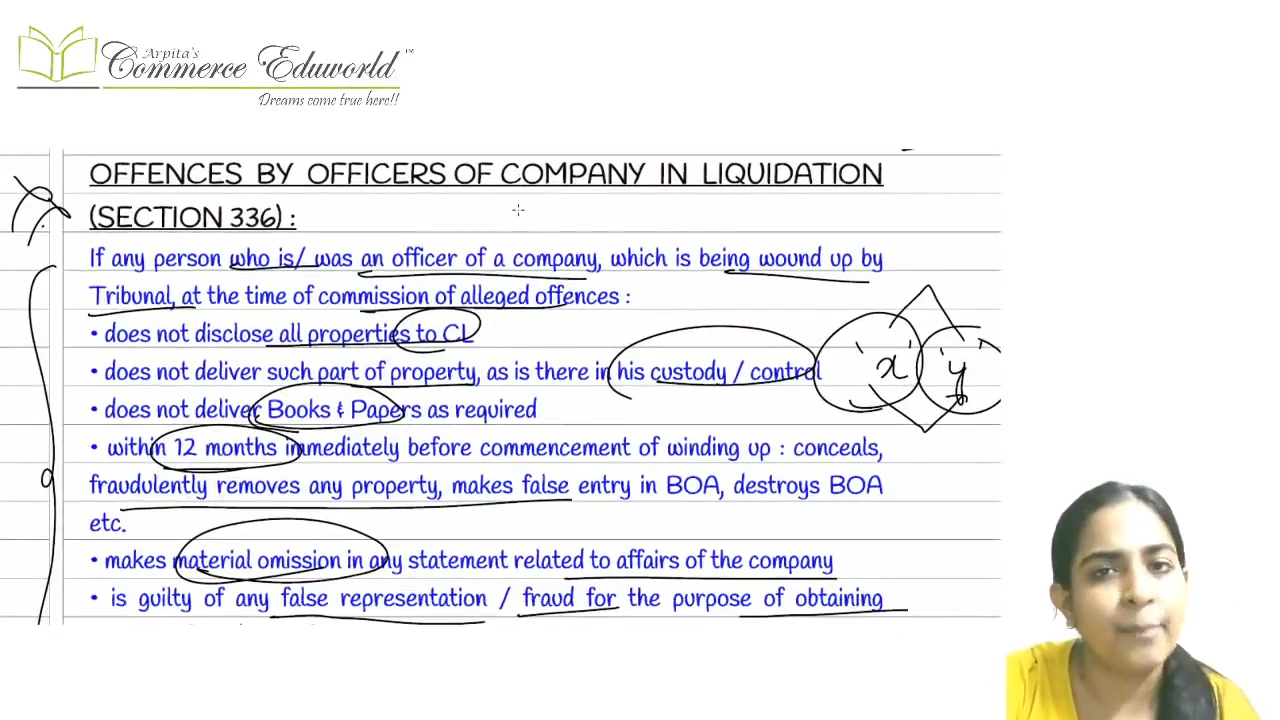 Arpita's
Commerce Eduworld™
Dreams come true here!!
OFFENCES BY OFFICERS OF COMPANY IN LIQUIDATION
(SECTION 336) :
If any person who is/ was an officer of a company, which is being wound up by
Tribunal, at the time of commission of alleged offences :
• does not disclose all properties to CL
• does not deliver such part of property, as is there in his custody / control
'x' 'y'
• does not deliver Books & Papers as required
• within 12 months immediately before commencement of winding up : conceals,
fraudulently removes any property, makes false entry in BOA, destroys BOA
etc.
• makes material omission in any statement related to affairs of the company
• is guilty of any false representation / fraud for the purpose of obtaining